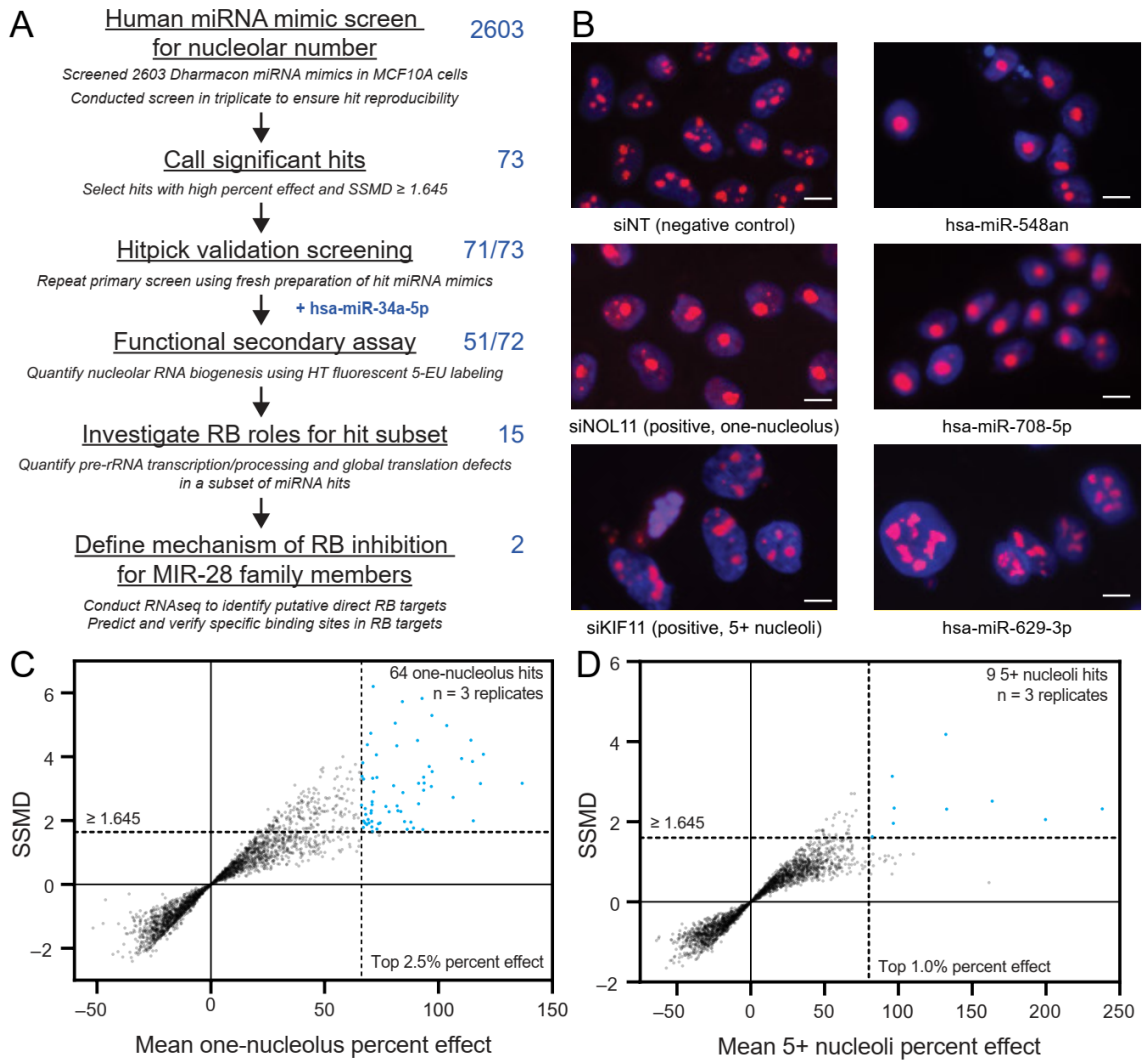 A
Human miRNA mimic screen
for nucleolar number
2603
Screened 2603 Dharmacon miRNA mimics in MCF10A cells
Conducted screen in triplicate to ensure hit reproducibility
Call significant hits
73
Select hits with high percent effect and SSMD ≥ 1.645
Hitpick validation screening
71/73
Repeat primary screen using fresh preparation of hit miRNA mimics
+ hsa-miR-34a-5p
Functional secondary assay
51/72
Quantify nucleolar RNA biogenesis using HT fluorescent 5-EU labeling
Investigate RB roles for hit subset
15
Quantify pre-rRNA transcription/processing and global translation defects
in a subset of miRNA hits
Define mechanism of RB inhibition
for MIR-28 family members
2
Conduct RNAseq to identify putative direct RB targets
Predict and verify specific binding sites in RB targets
B
siNT (negative control)
hsa-miR-548an
siNOL11 (positive, one-nucleolus)
hsa-miR-708-5p
siKIF11 (positive, 5+ nucleoli)
hsa-miR-629-3p
C
64 one-nucleolus hits
n = 3 replicates
6
4
2
0
–2
SSMD
≥ 1.645
Top 2.5% percent effect
–50
0
50
100
150
Mean one-nucleolus percent effect
D
9 5+ nucleoli hits
n = 3 replicates
6
4
2
0
–2
SSMD
≥ 1.645
Top 1.0% percent effect
–50
0
50
100
150
200
250
Mean 5+ nucleoli percent effect